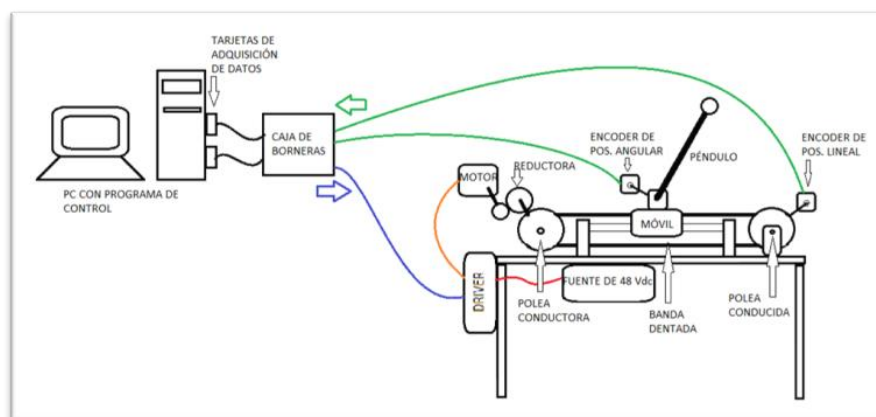 TARJETAS DE
ADQUISICIÓN
DE DATOS
CAJA DE
BORNERAS
PC CON PROGRAMA DE
CONTROL
ENCODER DE
POS. ANGULAR
PÉNDULO
ENCODER DE
POS. LINEAL
REDUCTORA
MOTOR
MÓVIL
DRIVER
FUENTE DE 48 Vdc
POLEA
CONDUCTORA
BANDA
DENTADA
POLEA
CONDUCIDA